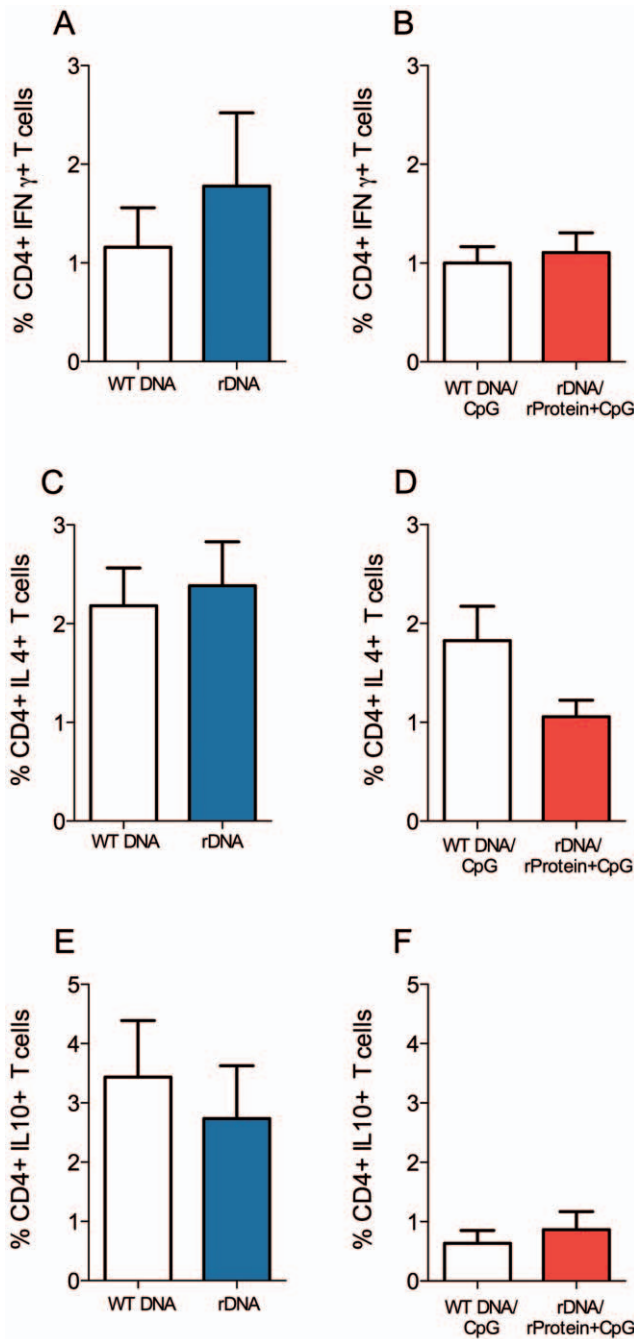 A
% CD4+ IFN γ+ T cells
3
2
1
0
WT DNA
rDNA
B
% CD4+ IFN γ+ T cells
3
2
1
0
WT DNA/
CpG
rDNA/
rProtein+CpG
C
% CD4+ IL 4+ T cells
3
2
1
0
WT DNA
rDNA
D
% CD4+ IL 4+ T cells
3
2
1
0
WT DNA/
CpG
rDNA/
rProtein+CpG
E
% CD4+ IL10+ T cells
5
4
3
2
1
0
WT DNA
rDNA
F
% CD4+ IL10+ T cells
5
4
3
2
1
0
WT DNA/
CpG
rDNA/
rProtein+CpG